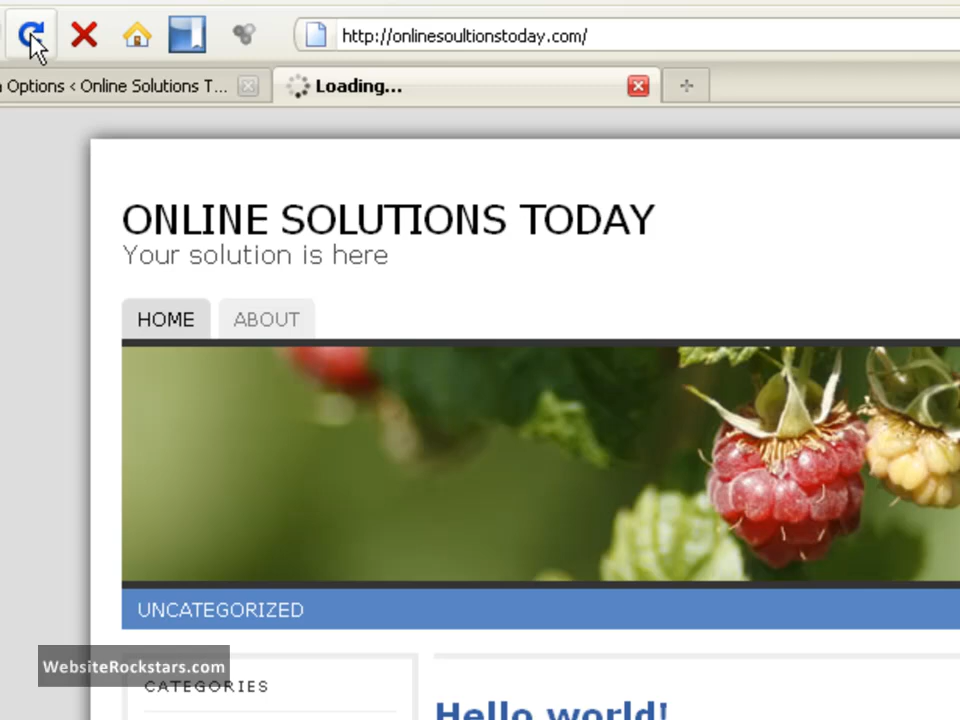 http://onlinesoultionstoday.com/
Options < Online Solutions T...
Loading...
ONLINE SOLUTIONS TODAY
Your solution is here
HOME
ABOUT
UNCATEGORIZED
WebsiteRockstars.com
CATEGORIES
Hello world!